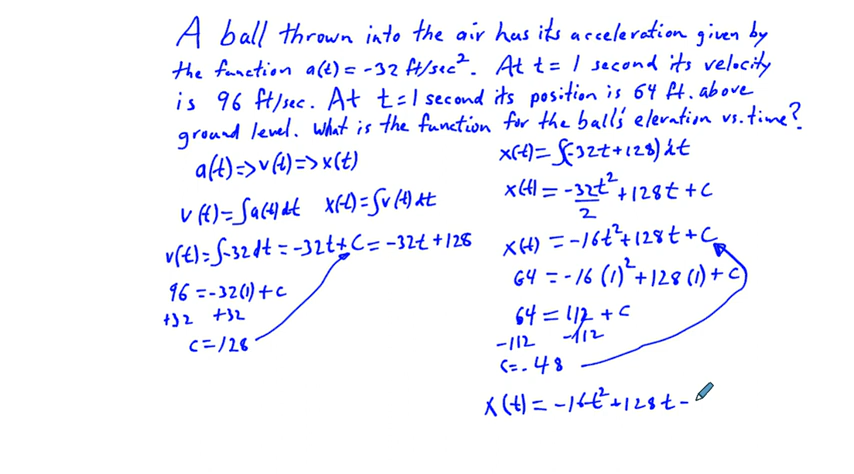 A ball thrown into the air has its acceleration given by
the function a(t) = -32 ft/sec². At t = 1 second its velocity
is 96 ft/sec. At t = 1 second its position is 64 ft. above
ground level. What is the function for the ball's elevation vs. time?
a(t) => v(t) => x(t)
v(t) = ∫a(t)dt x(t) = ∫v(t)dt
v(t) = ∫-32dt = -32t + C = -32t + 128
96 = -32(1) + C
+32 +32
C = 128
x(t) = ∫(-32t + 128)dt
x(t) = -32t²/2 + 128t + C
x(t) = -16t² + 128t + C
64 = -16(1)² + 128(1) + C
64 = 112 + C
-112 -112
C = -48
x(t) = -16t² + 128t -